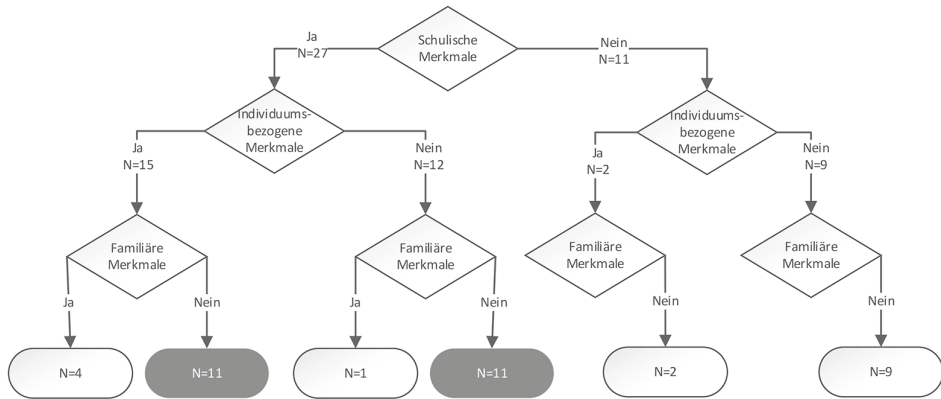 Schulische
Merkmale
Ja
N=27
Nein
N=11
Individuums-
bezogene
Merkmale
Individuums-
bezogene
Merkmale
Ja
N=15
Nein
N=12
Ja
N=2
Nein
N=9
Familiäre
Merkmale
Familiäre
Merkmale
Familiäre
Merkmale
Familiäre
Merkmale
Ja
Nein
Ja
Nein
Nein
Nein
N=4
N=11
N=1
N=11
N=2
N=9